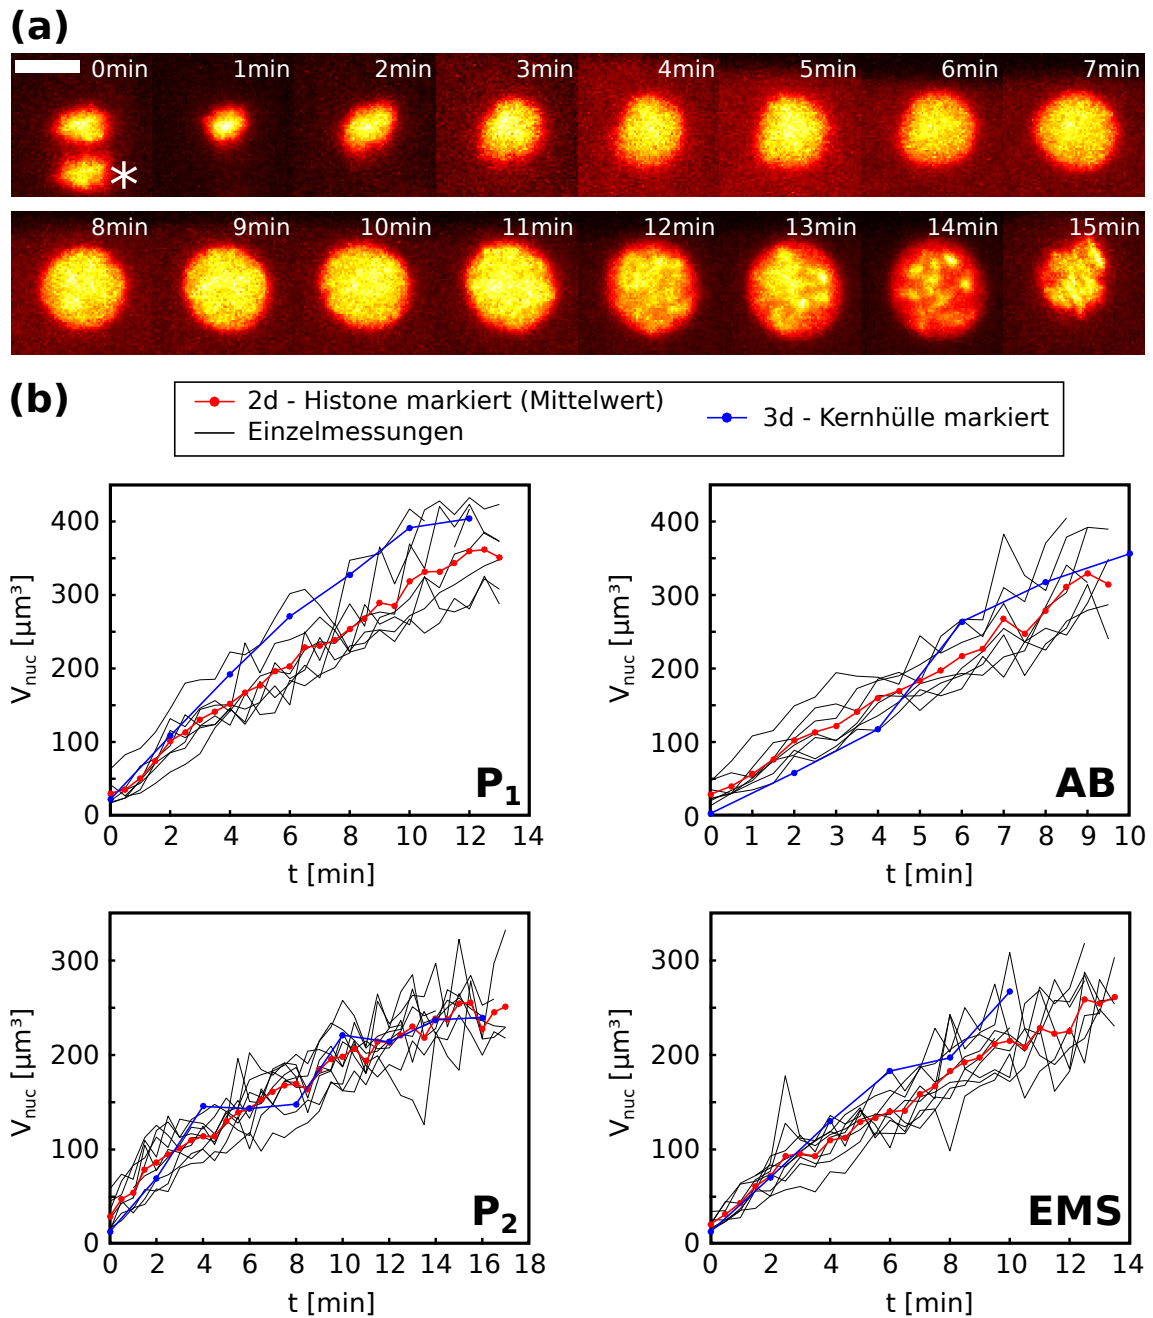 (a)
0min 1min 2min 3min 4min 5min 6min 7min
*
8min 9min 10min 11min 12min 13min 14min 15min
(b)
2d - Histone markiert (Mittelwert)
Einzelmessungen
3d - Kernhülle markiert
400
300
200
100
0
V_nuc [µm³]
0 2 4 6 8 10 12 14
t [min]
P₁
400
300
200
100
0
V_nuc [µm³]
0 1 2 3 4 5 6 7 8 9 10
t [min]
AB
300
200
100
0
V_nuc [µm³]
0 2 4 6 8 10 12 14 16 18
t [min]
P₂
300
200
100
0
V_nuc [µm³]
0 2 4 6 8 10 12 14
t [min]
EMS